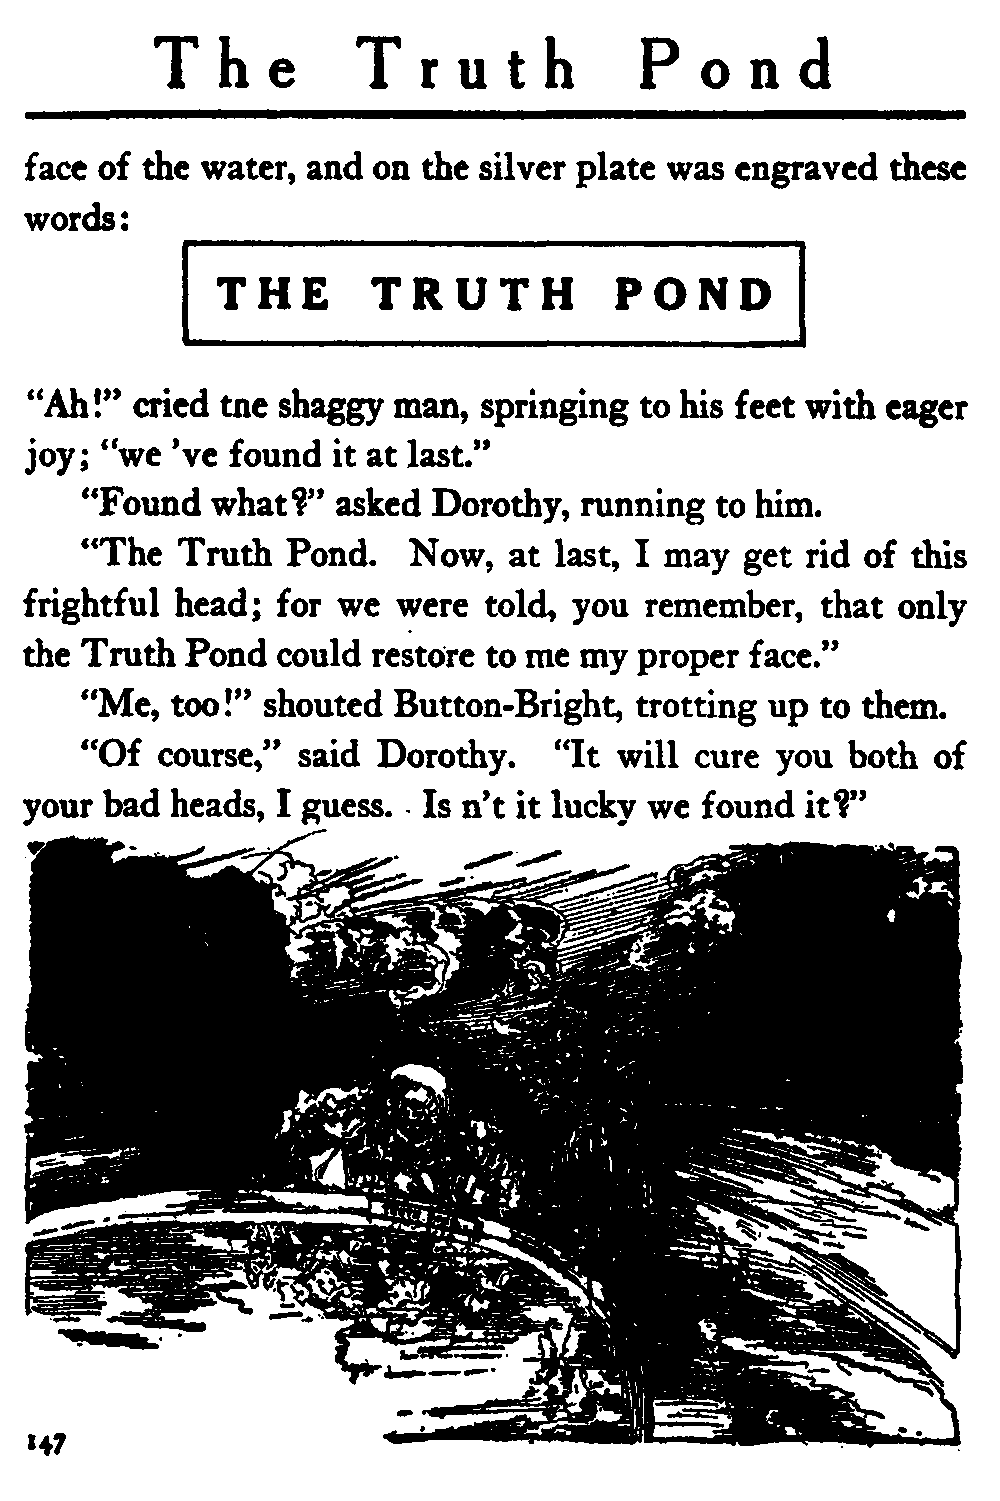 The Truth Pond
face of the water, and on the silver plate was engraved these
words:
THE TRUTH POND
“Ah!” cried tne shaggy man, springing to his feet with eager
joy; “we ’ve found it at last.”
“Found what?” asked Dorothy, running to him.
“The Truth Pond. Now, at last, I may get rid of this
frightful head; for we were told, you remember, that only
the Truth Pond could restore to me my proper face.”
“Me, too!” shouted Button-Bright, trotting up to them.
“Of course,” said Dorothy. “It will cure you both of
your bad heads, I guess. Is n’t it lucky we found it?”
147